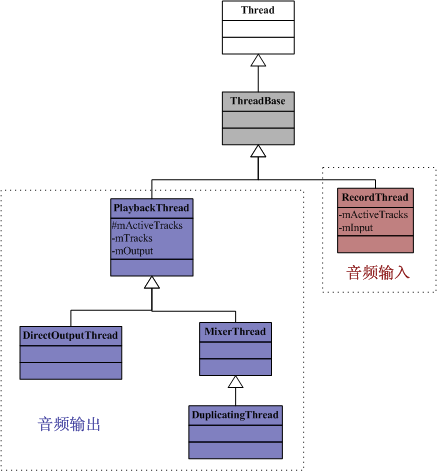 Thread
ThreadBase
PlaybackThread
#mActiveTracks
-mTracks
-mOutput
RecordThread
-mActiveTracks
-mInput
音频输入
DirectOutputThread
MixerThread
DuplicatingThread
音频输出